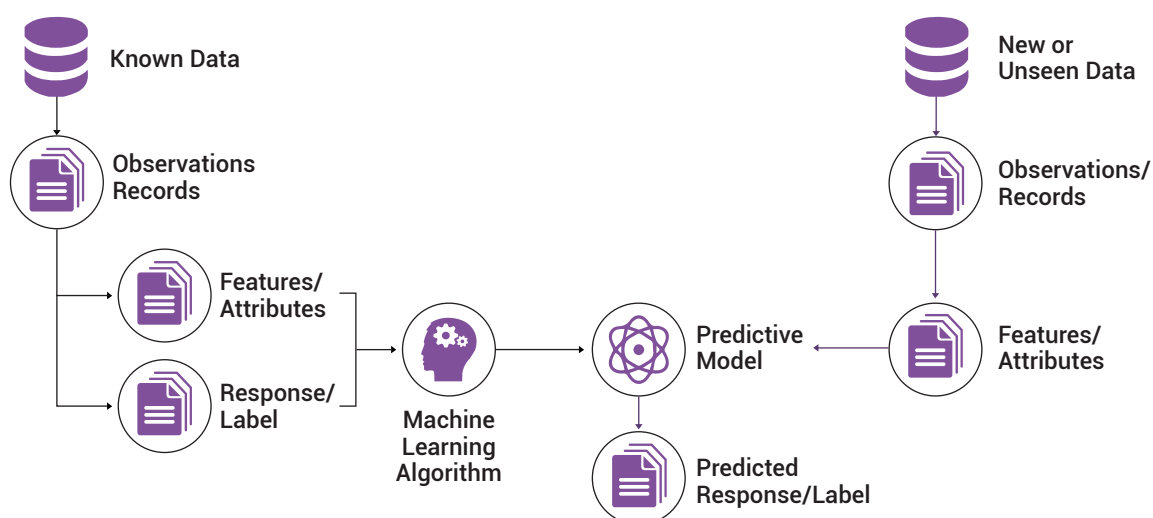 Known Data
New or
Unseen Data
Observations
Records
Observations/
Records
Features/
Attributes
Response/
Label
Machine
Learning
Algorithm
Predictive
Model
Features/
Attributes
Predicted
Response/Label